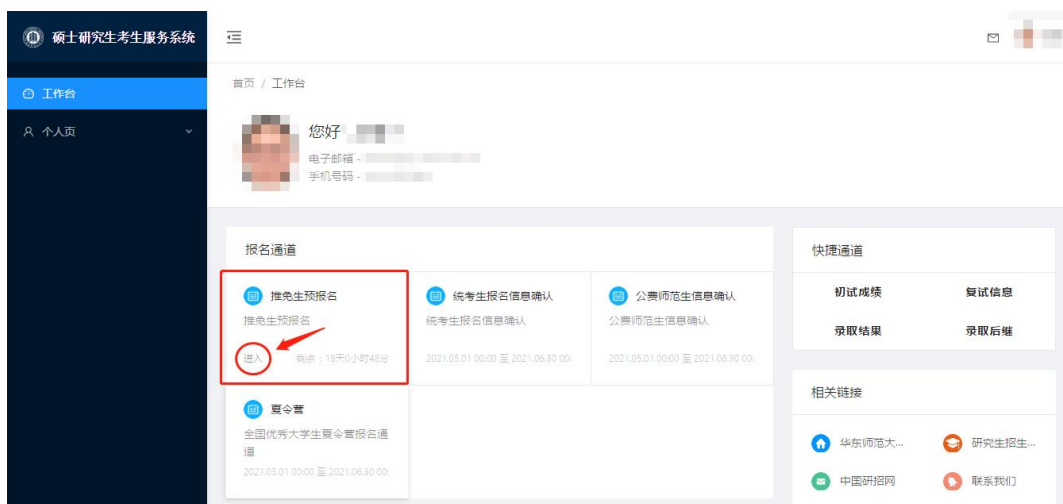 硕士研究生考生服务系统
工作台
个人页
首页 / 工作台
您好
电子邮箱 -
手机号码 -
报名通道
推免生预报名
推免生预报名
进入 剩余：18天0小时48分
统考生报名信息确认
统考生报名信息确认
2021.05.01 00:00 至 2021.06.30 00:
公费师范生信息确认
公费师范生信息确认
2021.05.01 00:00 至 2021.06.30 00:
夏令营
全国优秀大学生夏令营报名通
道
2021.05.01 00:00 至 2021.06.30 00:
快捷通道
初试成绩 复试信息
录取结果 录取后继
相关链接
华东师范大... 研究生招生...
中国研招网 联系我们